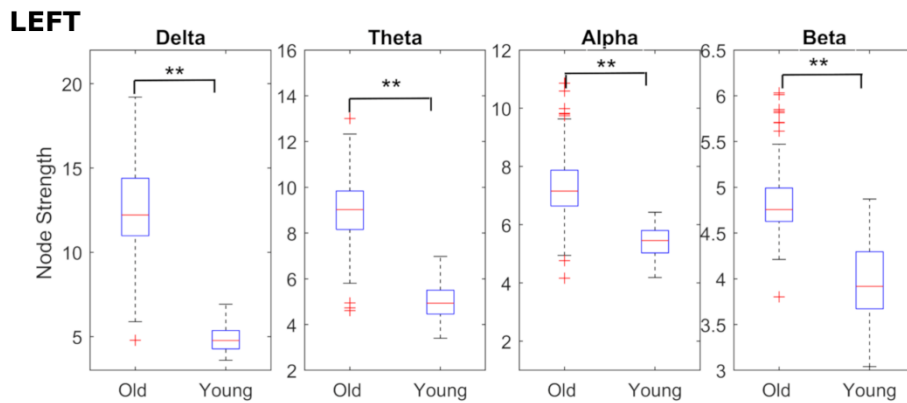 LEFT
Delta
Theta
Alpha
Beta
Node Strength
20
15
10
5
**
Old
Young
16
14
12
10
8
6
4
2
**
Old
Young
12
10
8
6
4
2
**
Old
Young
6.5
6
5.5
5
4.5
4
3.5
3
**
Old
Young